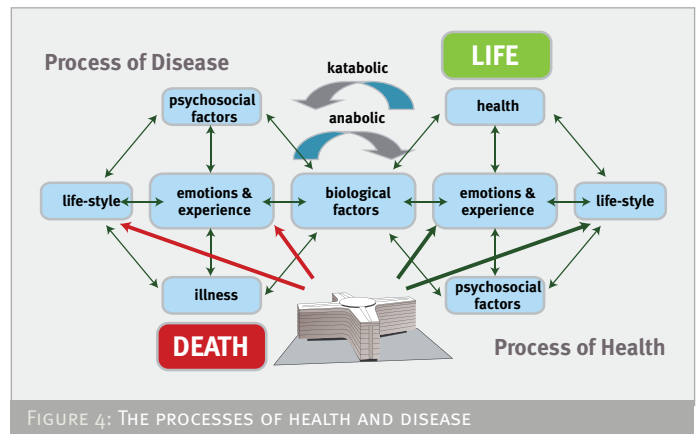 LIFE
Process of Disease
katabolic
psychosocial
factors
anabolic
health
life-style
emotions &
experience
biological
factors
emotions &
experience
life-style
illness
psychosocial
factors
DEATH
Process of Health
Figure 4: The processes of health and disease